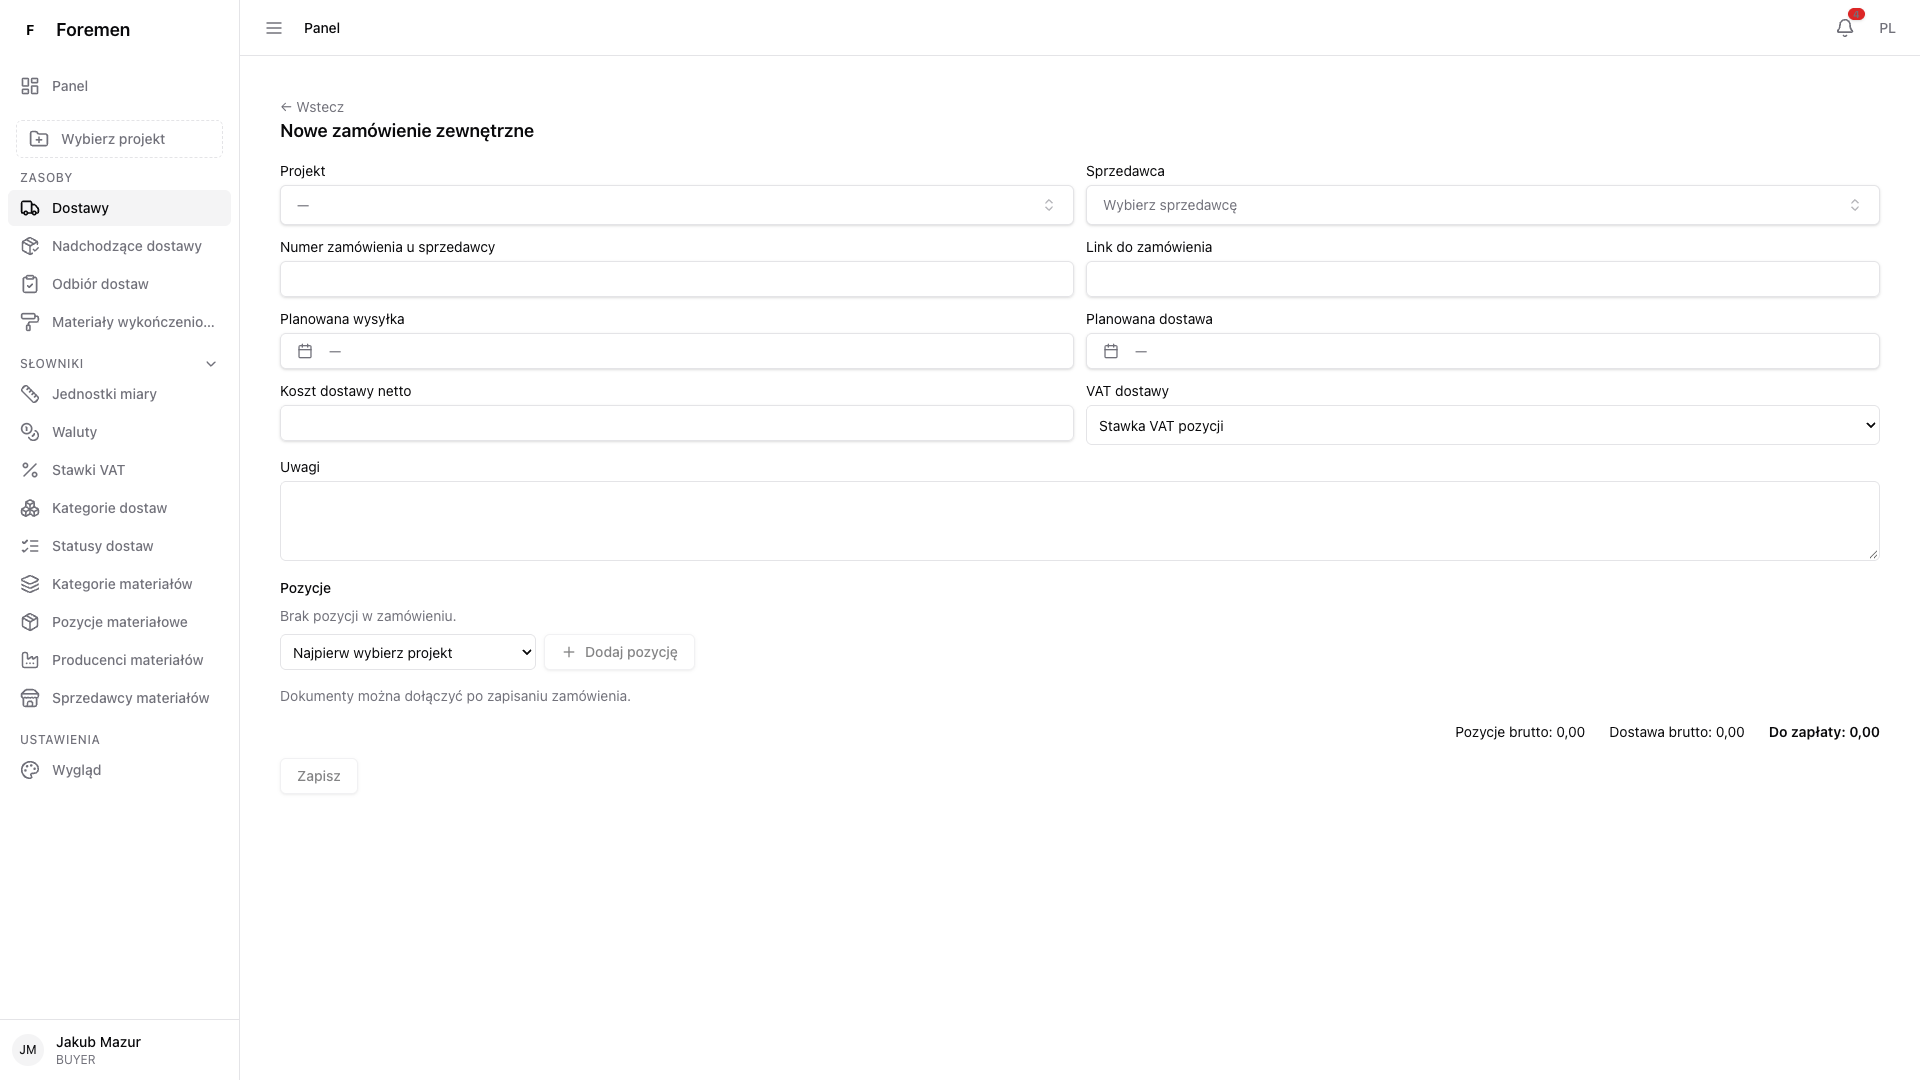 F Foremen
Panel
PL
Panel
Wybierz projekt
ZASOBY
Dostawy
Nadchodzące dostawy
Odbiór dostaw
Materiały wykończenio...
SŁOWNIKI
Jednostki miary
Waluty
Stawki VAT
Kategorie dostaw
Statusy dostaw
Kategorie materiałów
Pozycje materiałowe
Producenci materiałów
Sprzedawcy materiałów
USTAWIENIA
Wygląd
JM
Jakub Mazur
BUYER
← Wstecz
Nowe zamówienie zewnętrzne
Projekt
—
Sprzedawca
Wybierz sprzedawcę
Numer zamówienia u sprzedawcy
Link do zamówienia
Planowana wysyłka
—
Planowana dostawa
—
Koszt dostawy netto
VAT dostawy
Stawka VAT pozycji
Uwagi
Pozycje
Brak pozycji w zamówieniu.
Najpierw wybierz projekt
+ Dodaj pozycję
Dokumenty można dołączyć po zapisaniu zamówienia.
Pozycje brutto: 0,00 Dostawa brutto: 0,00 Do zapłaty: 0,00
Zapisz